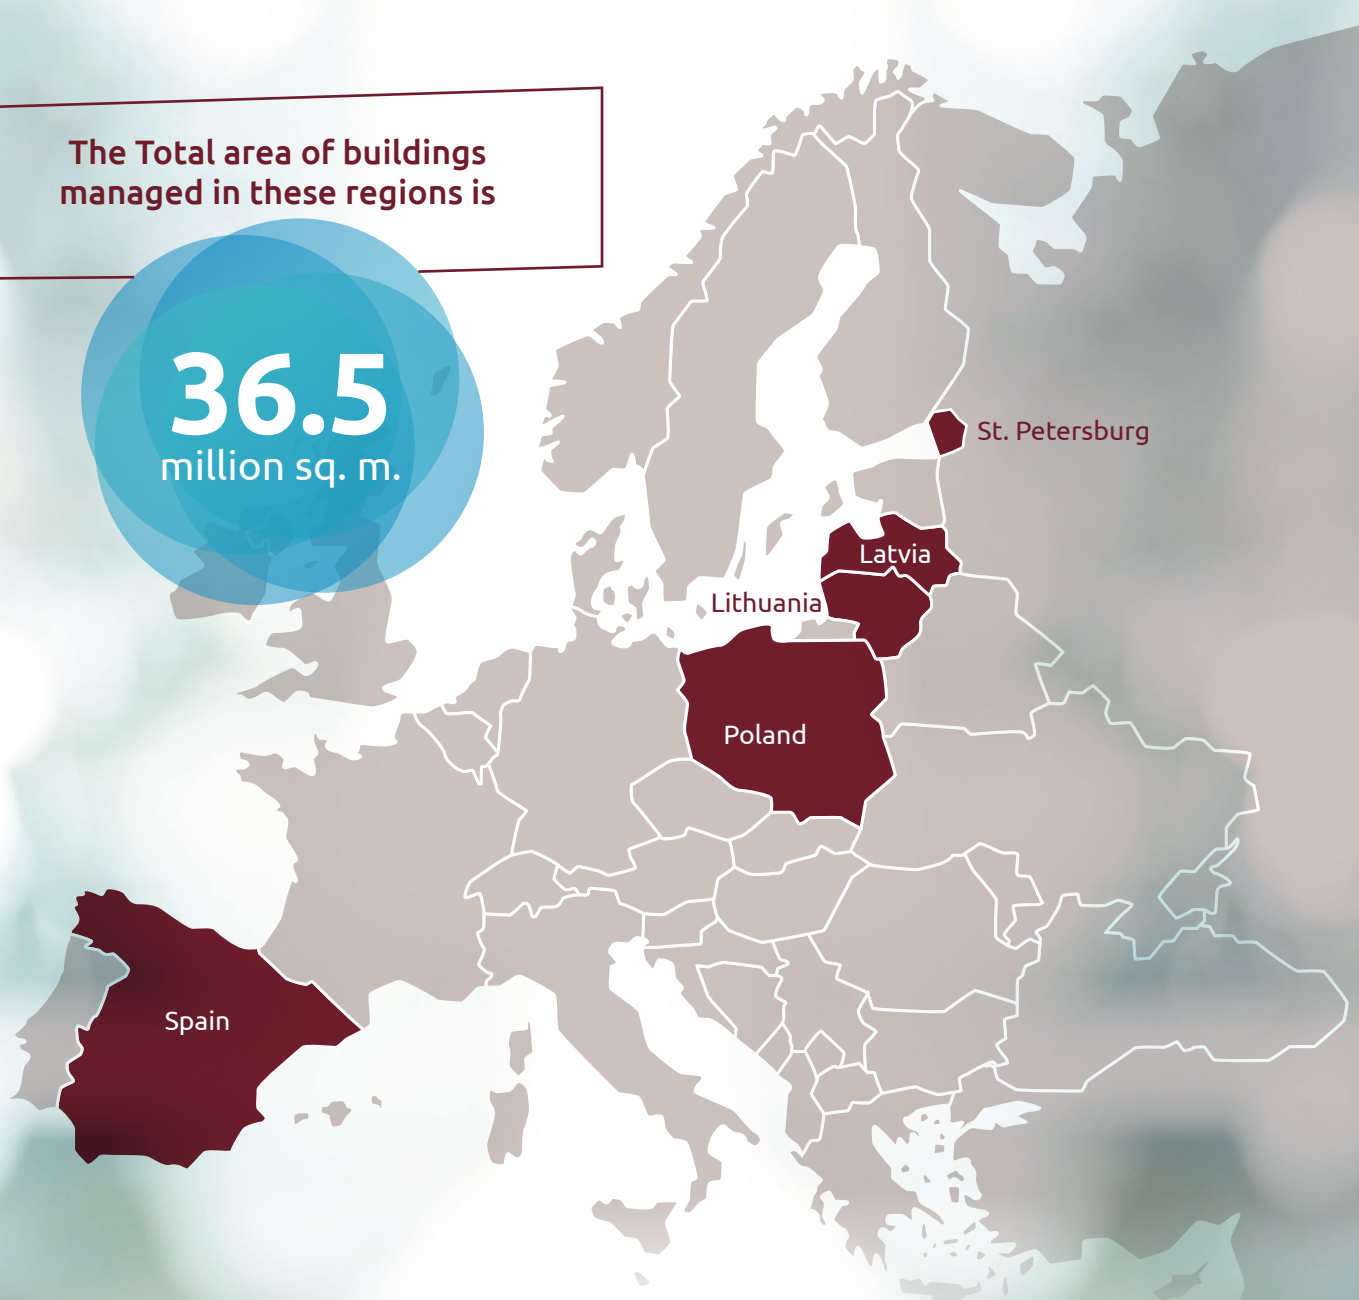 The Total area of buildings
managed in these regions is
36.5
million sq. m.
St. Petersburg
Latvia
Lithuania
Poland
Spain